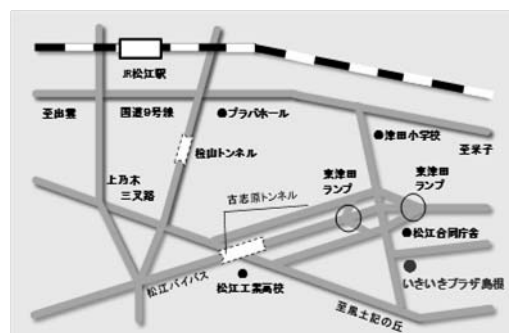 JR松江駅
至出雲
国道9号線
●プラバホール
●津田小学校
至米子
桧山トンネル
上乃木
三叉路
東津田
ランプ
東津田
ランプ
古志原トンネル
●松江合同庁舎
●いきいきプラザ島根
松江バイパス
●松江工業高校
至風土記の丘